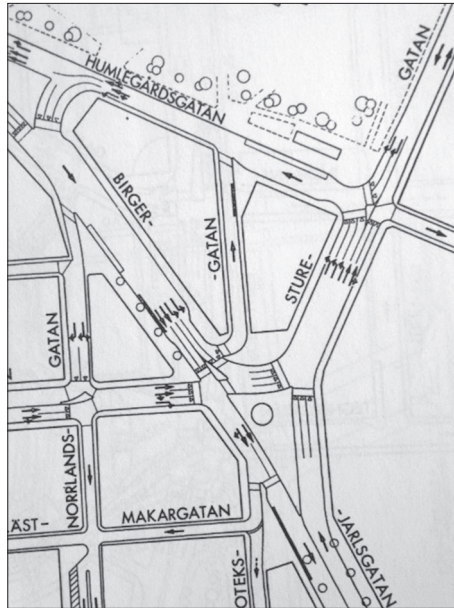 HUMLEGÅRDSGATAN
GATAN
BIRGER-
-GATAN
STURE-
GATAN
NORRLANDS-
MAKARGATAN
ÄST-
OTEKS-
-JARLSGATAN